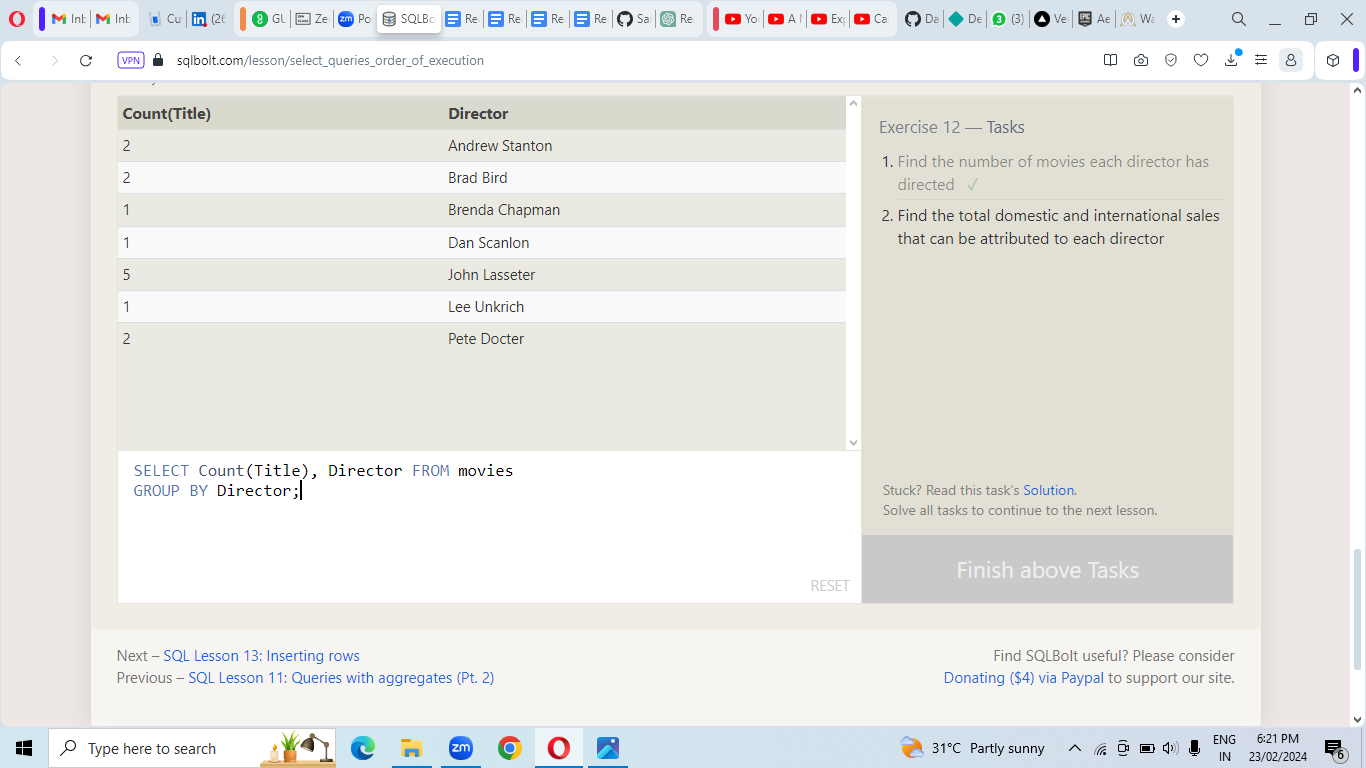 Inb
Inb
Cu
(26
GU
Ze
Po
SQLBo
Re
Re
Re
Re
Sa
Re
Yo
A M
Exp
Ca
Da
De
(3)
Ve
Ae
Wa
VPN
sqlbolt.com/lesson/select_queries_order_of_execution
Count(Title) Director
2 Andrew Stanton
2 Brad Bird
1 Brenda Chapman
1 Dan Scanlon
5 John Lasseter
1 Lee Unkrich
2 Pete Docter
Exercise 12 — Tasks
1. Find the number of movies each director has
directed ✓
2. Find the total domestic and international sales
that can be attributed to each director
SELECT Count(Title), Director FROM movies
GROUP BY Director;
RESET
Stuck? Read this task's Solution.
Solve all tasks to continue to the next lesson.
Finish above Tasks
Next – SQL Lesson 13: Inserting rows
Previous – SQL Lesson 11: Queries with aggregates (Pt. 2)
Find SQLBolt useful? Please consider
Donating ($4) via Paypal to support our site.
Type here to search
zm
31°C Partly sunny
ENG
IN
6:21 PM
23/02/2024
6